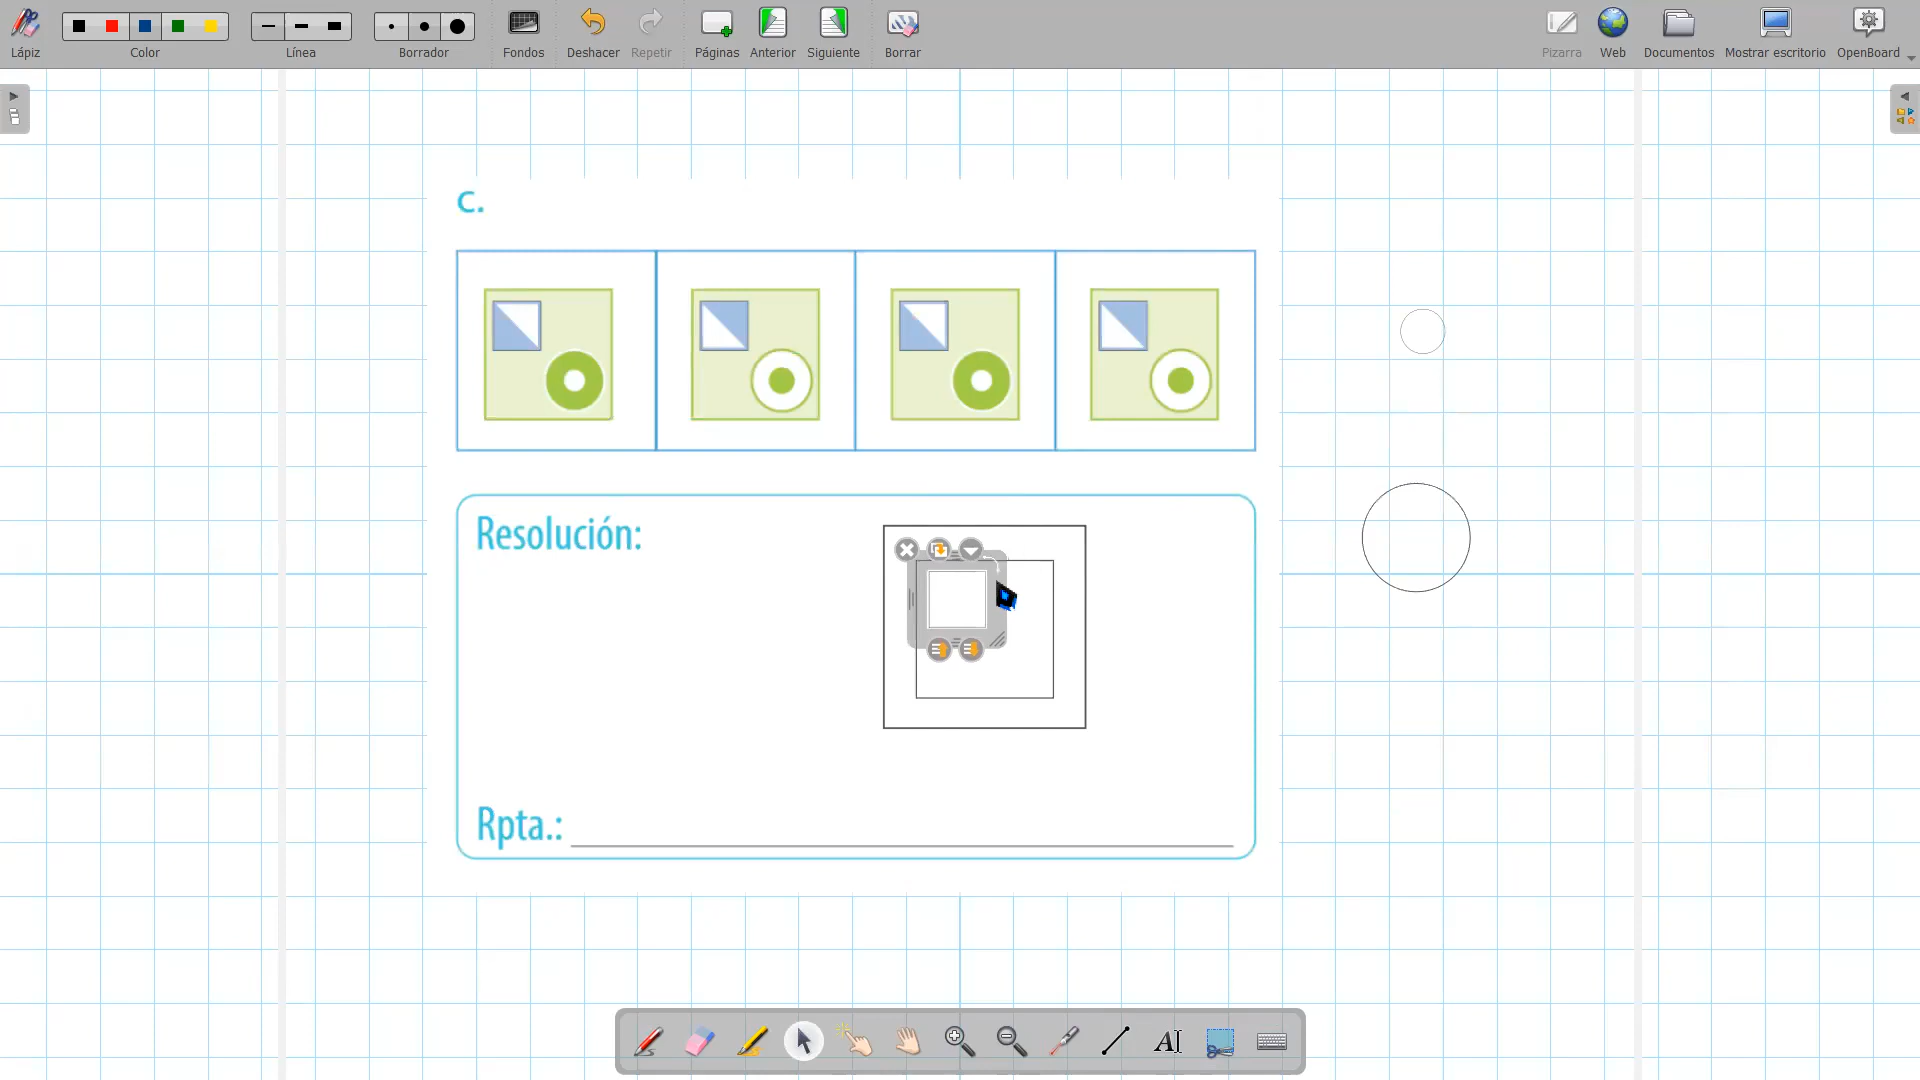 Lápiz
Color
Línea
Borrador
Fondos
Deshacer
Repetir
Páginas
Anterior
Siguiente
Borrar
Pizarra
Web
Documentos
Mostrar escritorio
OpenBoard
c.
Resolución:
Rpta.: